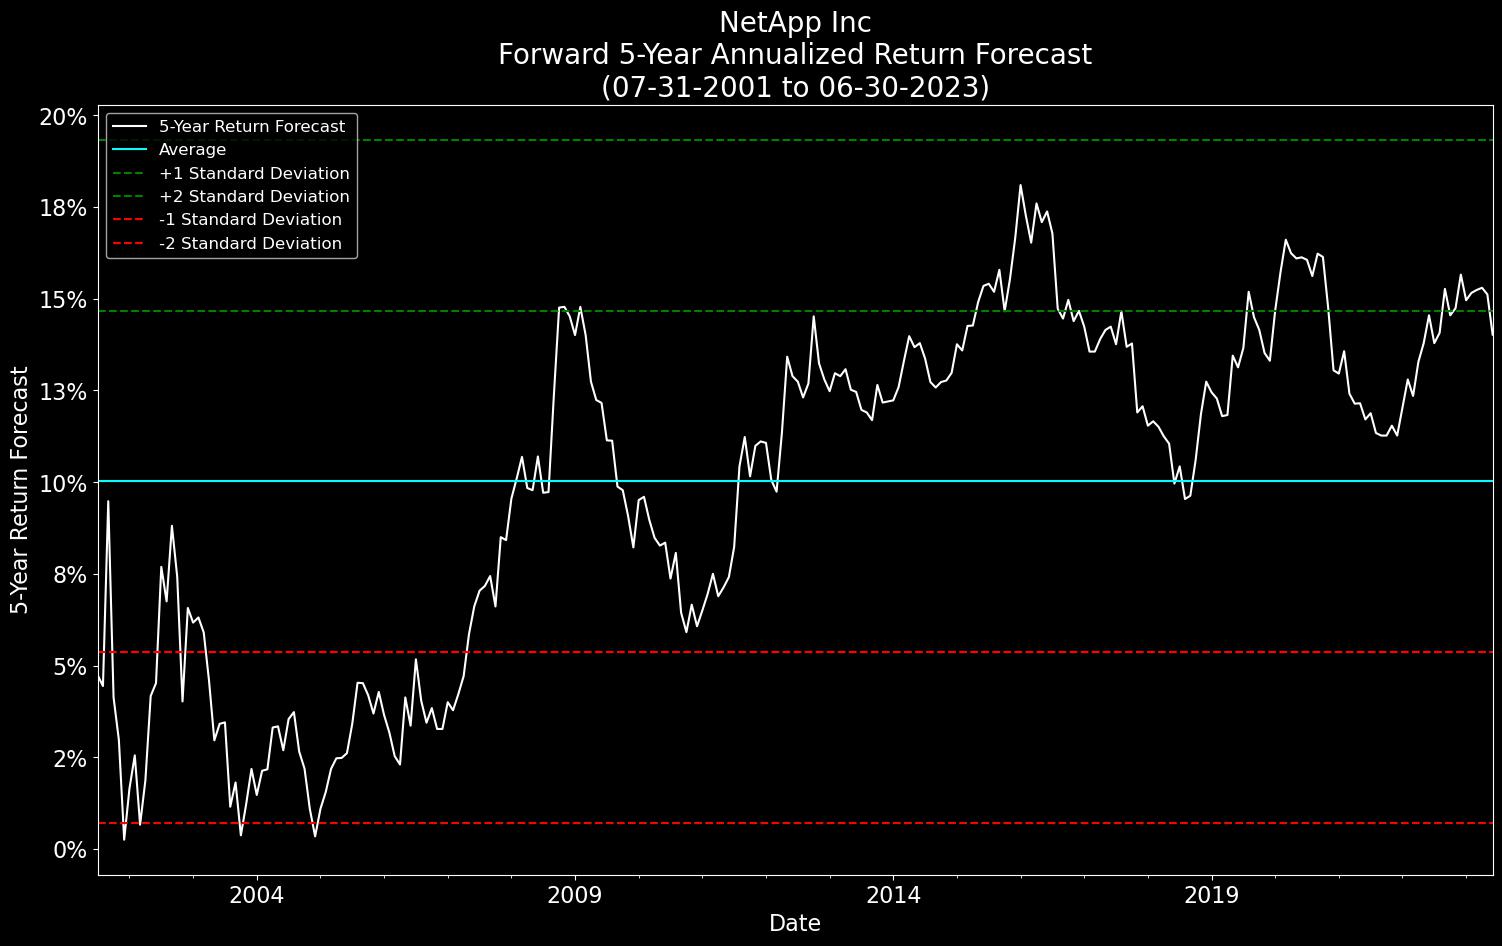 NetApp Inc
Forward 5-Year Annualized Return Forecast
(07-31-2001 to 06-30-2023)
5-Year Return Forecast
Average
+1 Standard Deviation
+2 Standard Deviation
-1 Standard Deviation
-2 Standard Deviation
20%
18%
15%
13%
10%
8%
5%
2%
0%
5-Year Return Forecast
2004
2009
2014
2019
Date